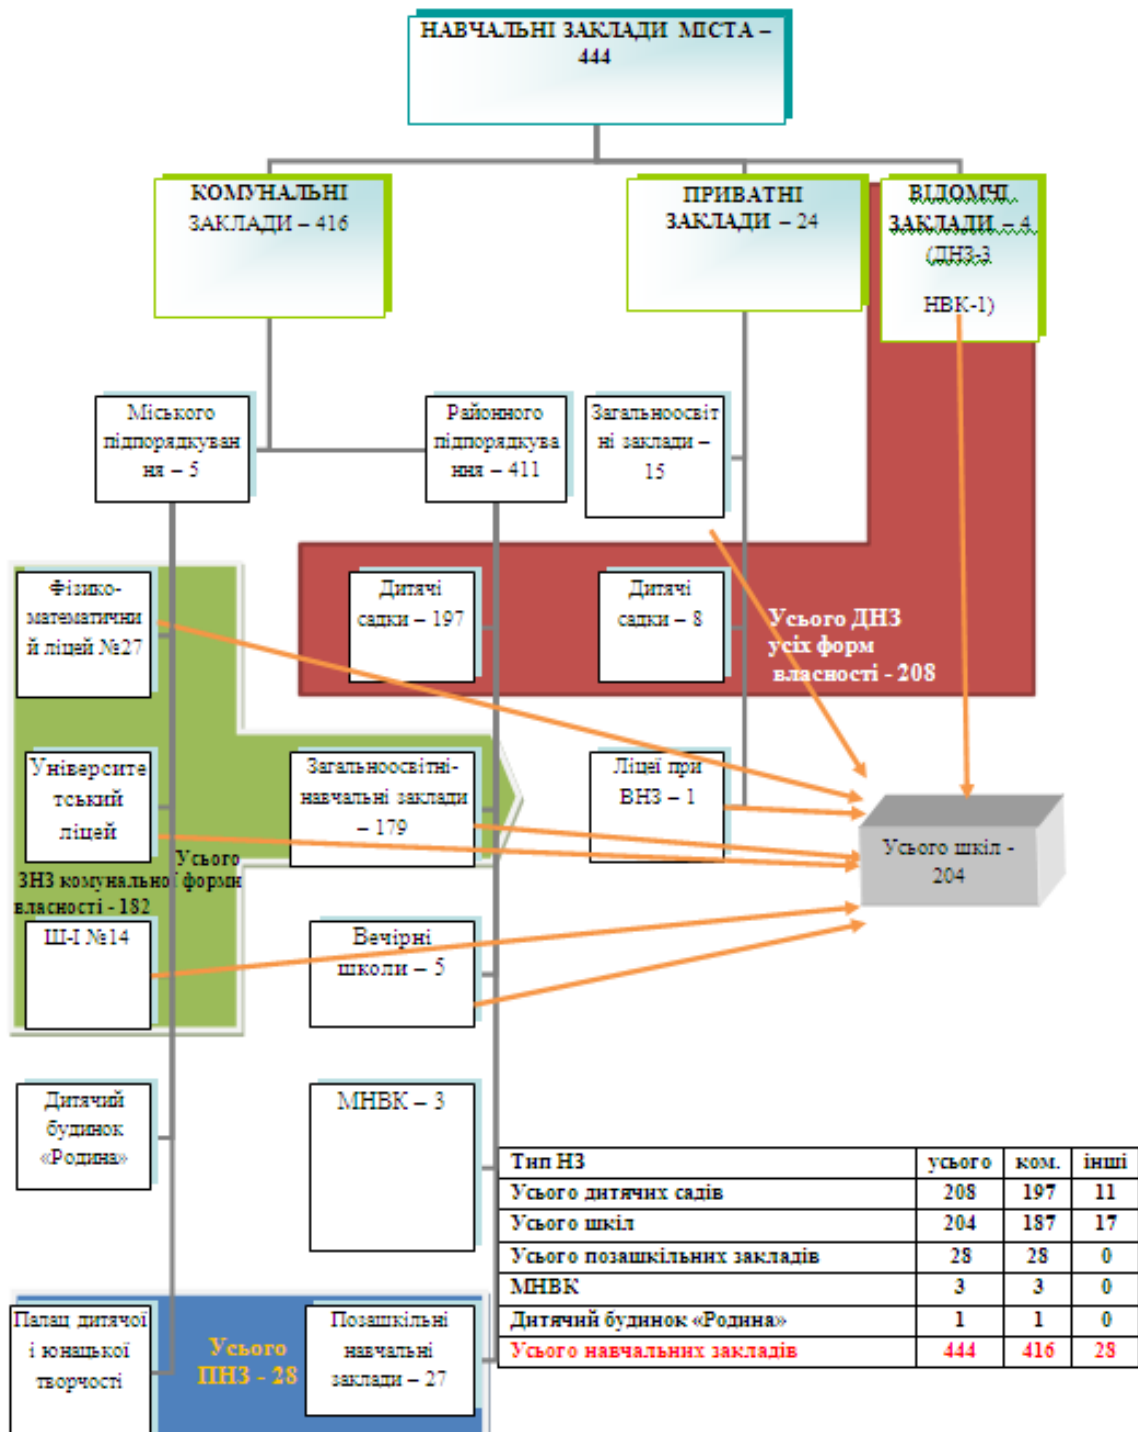 НАВЧАЛЬНІ ЗАКЛАДИ МІСТА –
444
КОМУНАЛЬНІ
ЗАКЛАДИ – 416
ПРИВАТНІ
ЗАКЛАДИ – 24
ВІДОМЧІ
ЗАКЛАДИ – 4
(ДНЗ-3
НВК-1)
Міського
підпорядкуван
ня – 5
Районного
підпорядкува
ння – 411
Загальноосвіт
ні заклади –
15
Фізико-
математични
й ліцей №27
Дитячі
садки – 197
Дитячі
садки – 8
Усього ДНЗ
усіх форм
власності - 208
Університе
тський
ліцей
Загальноосвітні-
навчальні заклади
– 179
Ліцеї при
ВНЗ – 1
Усього шкіл -
204
Усього
ЗНЗ комунальної форми
власності - 182
Ш-І №14
Вечірні
школи – 5
Дитячий
будинок
«Родина»
МНВК – 3
Тип НЗ усього ком. інші
Усього дитячих садів 208 197 11
Усього шкіл 204 187 17
Усього позашкільних закладів 28 28 0
МНВК 3 3 0
Дитячий будинок «Родина» 1 1 0
Усього навчальних закладів 444 416 28
Палац дитячої
і юнацької
творчості
Усього
ПНЗ - 28
Позашкільні
навчальні
заклади – 27